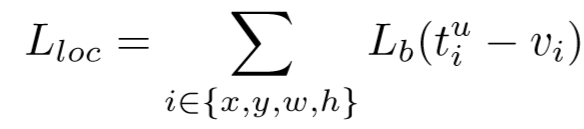 L_{loc} = \sum_{i \in \{x,y,w,h\}} L_b(t_i^u - v_i)